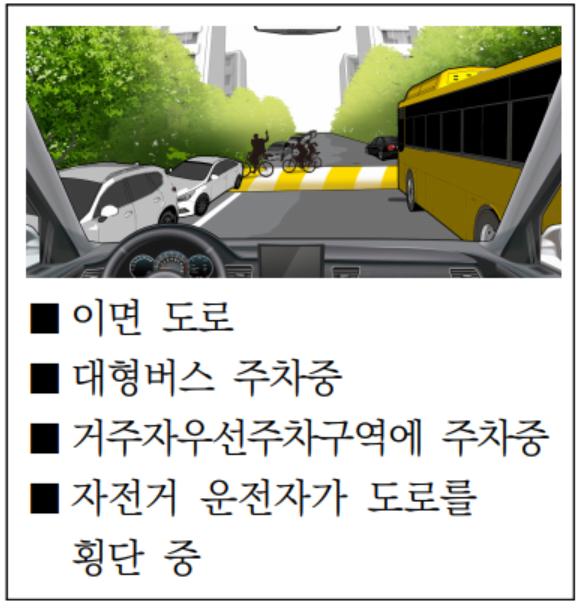 ■ 이면 도로
■ 대형버스 주차중
■ 거주자우선주차구역에 주차중
■ 자전거 운전자가 도로를
횡단 중